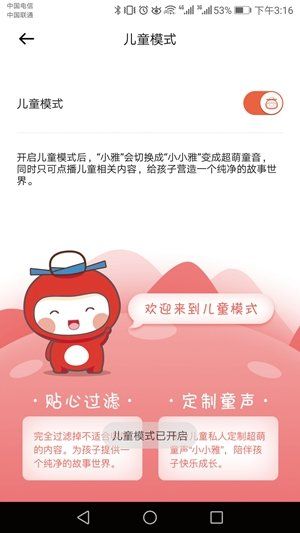 中国电信
中国联通
53% 下午3:16
儿童模式
儿童模式
开启儿童模式后，“小雅”会切换成“小小雅”变成超萌童音，
同时只可点播儿童相关内容，给孩子营造一个纯净的故事世
界。
欢迎来到儿童模式
·贴心过滤·
·定制童声·
完全过滤掉不适合
的内容。为孩子提供一
个纯净的故事世界。
儿童模式已开启
儿童私人定制超萌
童声“小小雅”，陪伴孩
子快乐成长。